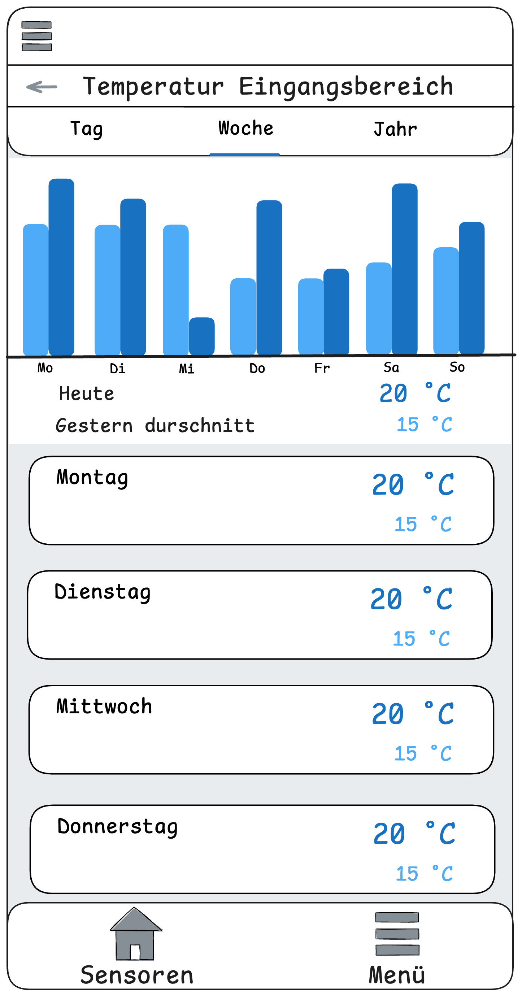 Temperatur Eingangsbereich
Tag Woche Jahr
Mo Di Mi Do Fr Sa So
Heute 20 °C
Gestern durschnitt 15 °C
Montag 20 °C
15 °C
Dienstag 20 °C
15 °C
Mittwoch 20 °C
15 °C
Donnerstag 20 °C
15 °C
Sensoren Menü